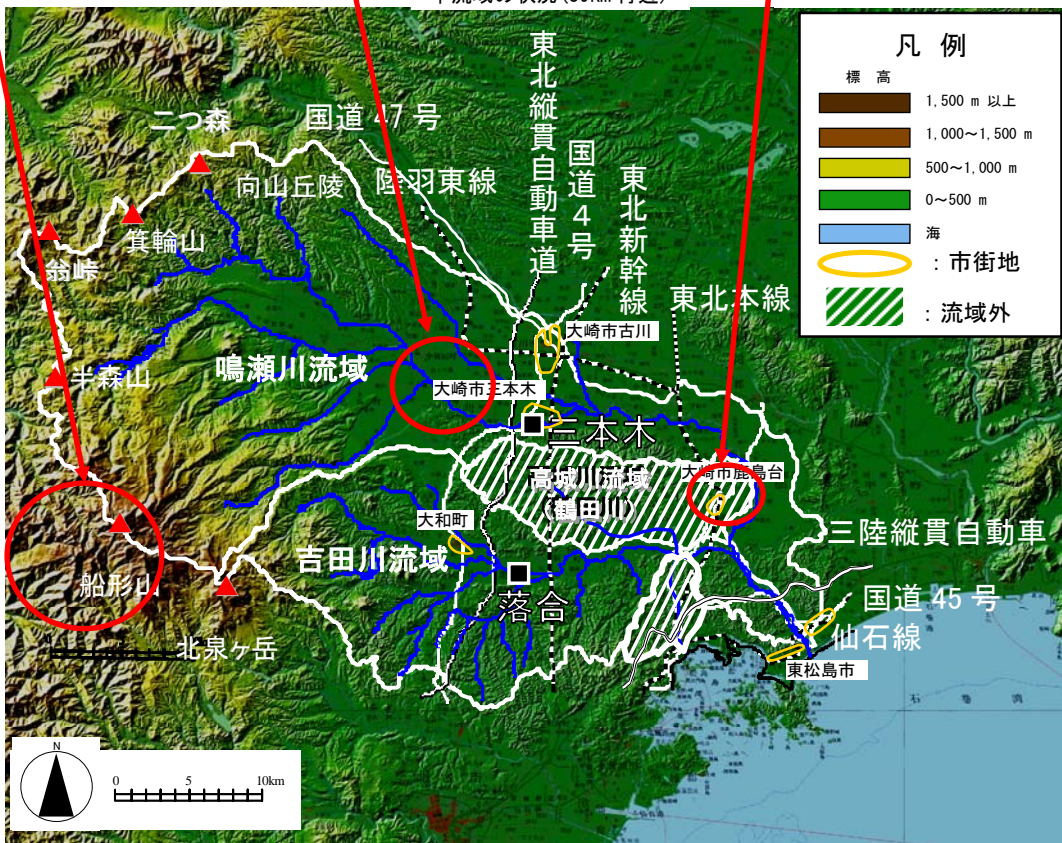 凡 例
標 高
1,500 m 以上
1,000～1,500 m
500～1,000 m
0～500 m
海
：市街地
：流域外
二つ森
国道 47 号
向山丘陵
陸羽東線
東北縦貫自動車道
国道４号
東北新幹線
東北本線
箕輪山
翁峠
大崎市古川
半森山
鳴瀬川流域
大崎市三本木
三本木
高城川流域
（鶴田川）
大崎市鹿島台
大和町
三陸縦貫自動車
吉田川流域
船形山
落合
国道 45 号
仙石線
北泉ヶ岳
東松島市
石 巻 湾
N
0 5 10km